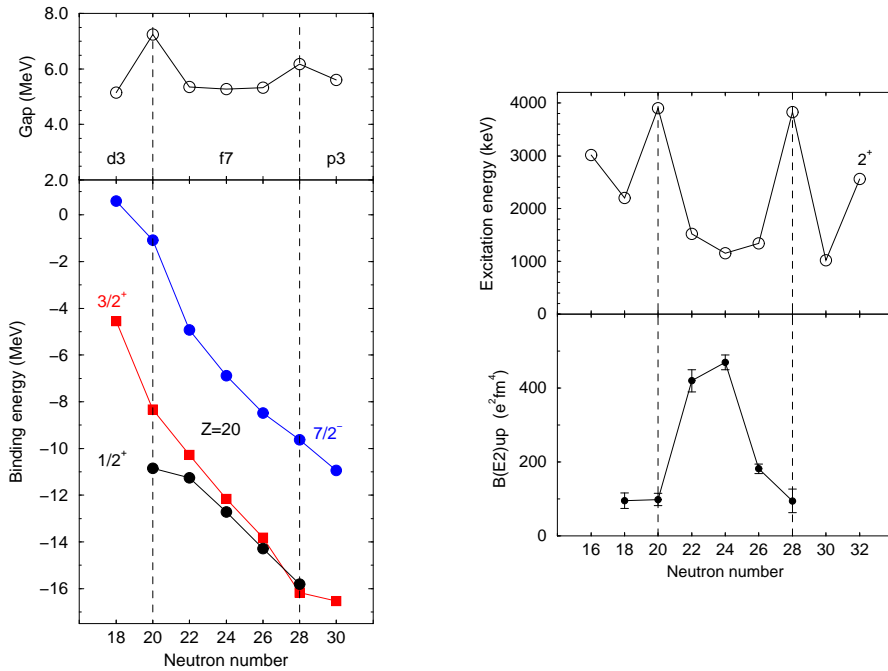 8.0
6.0
4.0
2.0
Gap (MeV)
d3
f7
p3
0
−2
−4
−6
−8
−10
−12
−14
−16
Binding energy (MeV)
3/2+
1/2+
Z=20
7/2−
18 20 22 24 26 28 30
Neutron number
4000
3000
2000
1000
0
Excitation energy (keV)
2+
400
200
0
B(E2)up (e2fm4)
16 18 20 22 24 26 28 30 32
Neutron number